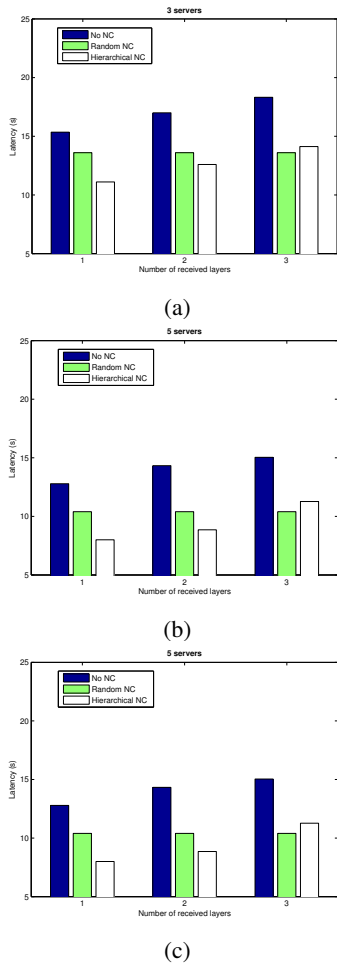 3 servers
25
20
15
10
5
Latency (s)
No NC
Random NC
Hierarchical NC
1 2 3
Number of received layers
(a)
5 servers
25
20
15
10
5
Latency (s)
No NC
Random NC
Hierarchical NC
1 2 3
Number of received layers
(b)
5 servers
25
20
15
10
5
Latency (s)
No NC
Random NC
Hierarchical NC
1 2 3
Number of received layers
(c)